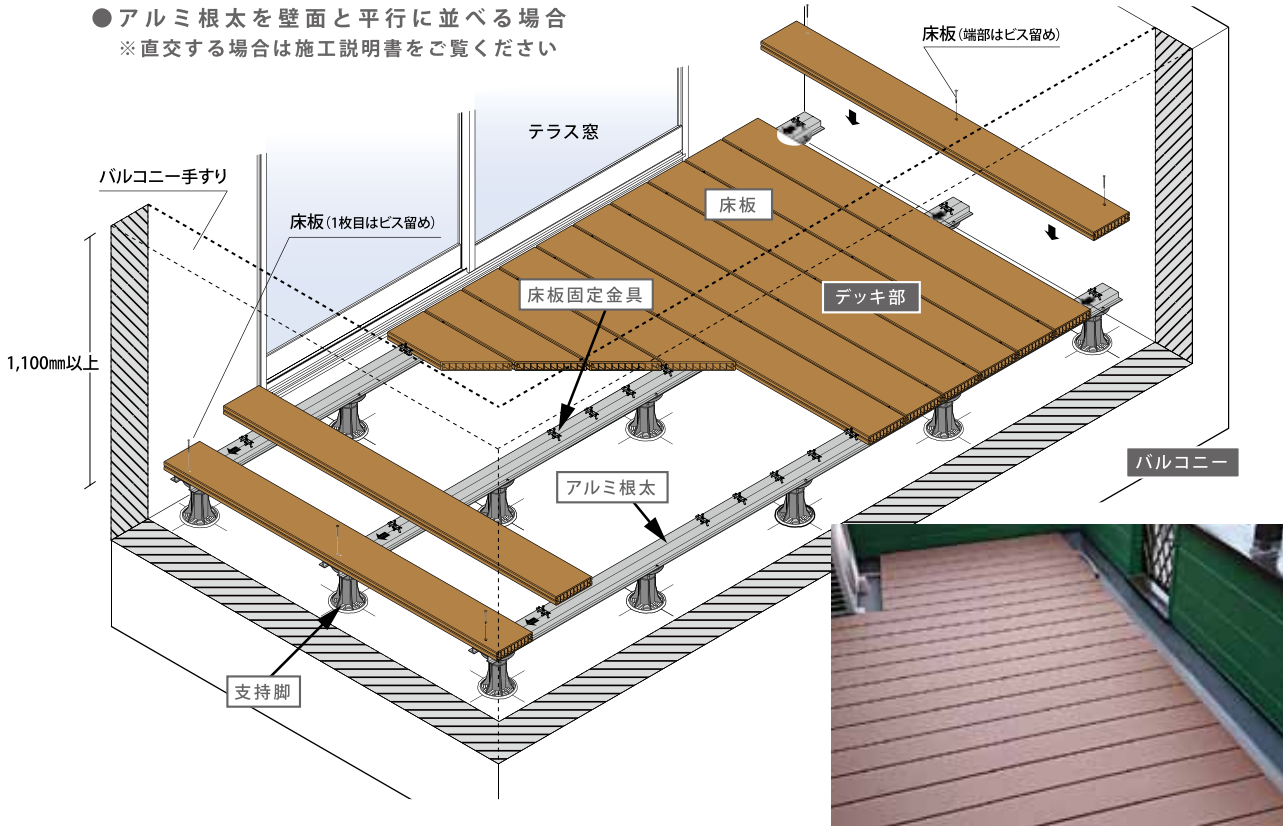 ●アルミ根太を壁面と平行に並べる場合
※直交する場合は施工説明書をご覧ください
床板(端部はビス留め)
テラス窓
バルコニー手すり
床板
床板(1枚目はビス留め)
床板固定金具
デッキ部
1,100mm以上
バルコニー
アルミ根太
支持脚